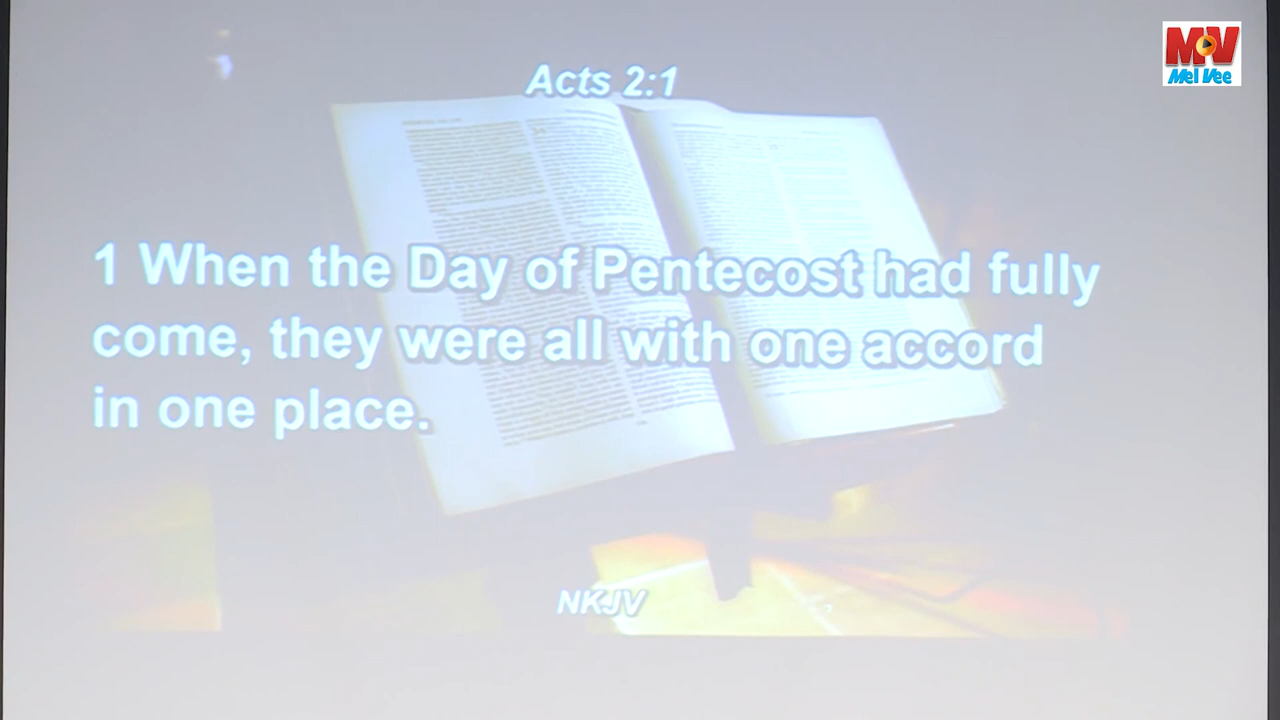 MV
Mel Vee
Acts 2:1
1 When the Day of Pentecost had fully
come, they were all with one accord
in one place.
NKJV